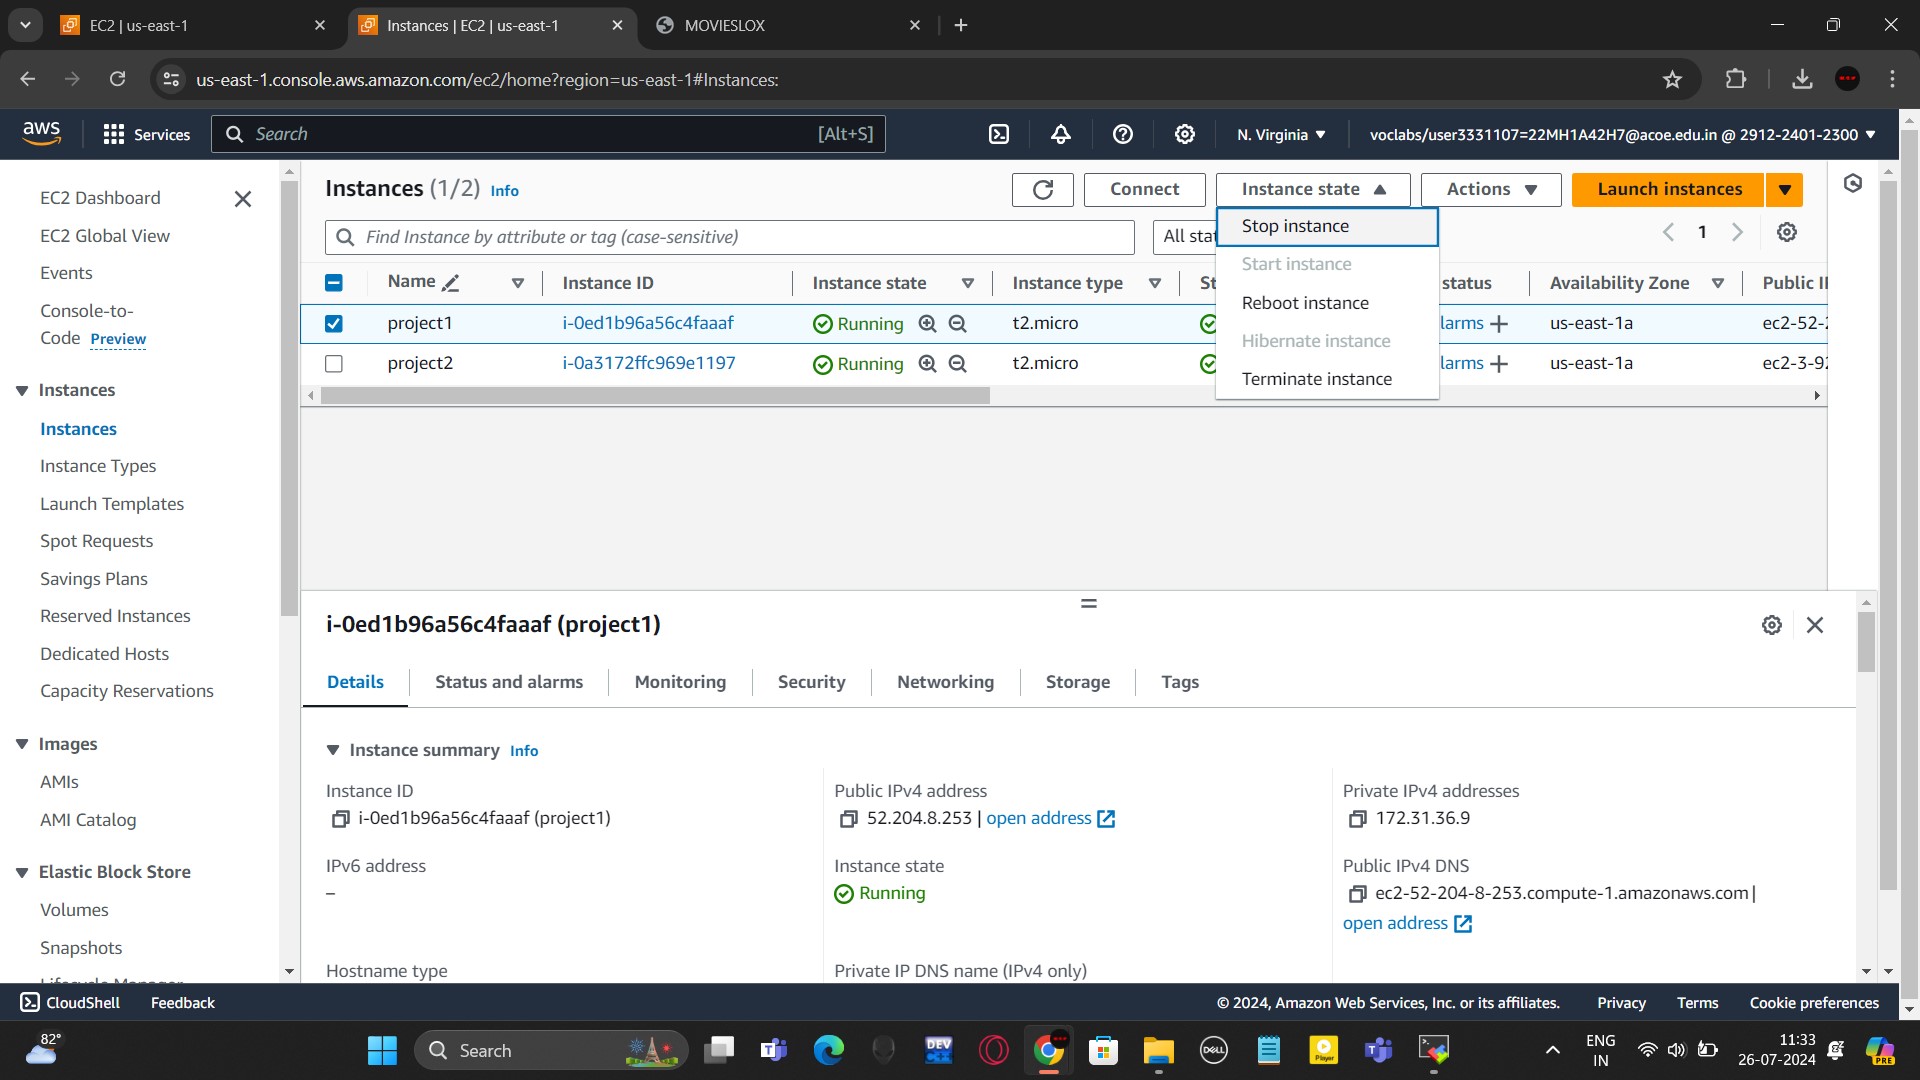 EC2 | us-east-1
Instances | EC2 | us-east-1
MOVIESLOX
us-east-1.console.aws.amazon.com/ec2/home?region=us-east-1#Instances:
aws
Services
Search
[Alt+S]
N. Virginia
voclabs/user3331107=22MH1A42H7@acoe.edu.in @ 2912-2401-2300
EC2 Dashboard
EC2 Global View
Events
Console-to-
Code Preview
Instances
Instances
Instance Types
Launch Templates
Spot Requests
Savings Plans
Reserved Instances
Dedicated Hosts
Capacity Reservations
Images
AMIs
AMI Catalog
Elastic Block Store
Volumes
Snapshots
Lifecycle Manager
Instances (1/2) Info
Connect
Instance state
Actions
Launch instances
Find Instance by attribute or tag (case-sensitive)
All stat
1
Stop instance
Start instance
Reboot instance
Hibernate instance
Terminate instance
Name
Instance ID
Instance state
Instance type
St
status
Availability Zone
Public I
project1 i-0ed1b96a56c4faaaf Running t2.micro larms us-east-1a ec2-52-2
project2 i-0a3172ffc969e1197 Running t2.micro larms us-east-1a ec2-3-92
i-0ed1b96a56c4faaaf (project1)
Details Status and alarms Monitoring Security Networking Storage Tags
Instance summary Info
Instance ID
i-0ed1b96a56c4faaaf (project1)
Public IPv4 address
52.204.8.253 | open address
Private IPv4 addresses
172.31.36.9
IPv6 address
–
Instance state
Running
Public IPv4 DNS
ec2-52-204-8-253.compute-1.amazonaws.com |
open address
Hostname type
Private IP DNS name (IPv4 only)
CloudShell Feedback
© 2024, Amazon Web Services, Inc. or its affiliates. Privacy Terms Cookie preferences
82°
Search
DEV
C++
DELL
Player
ENG
IN
11:33
26-07-2024
PRE